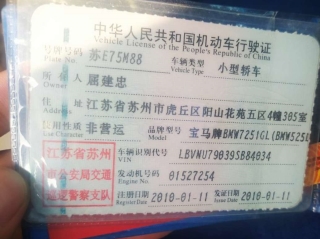 中华人民共和国机动车行驶证
Vehicle License of the People's Republic of China
号牌号码 苏E75M88 车辆类型 小型轿车
Plate No. Vehicle Type
所有人 屈建忠
住址 江苏省苏州市虎丘区阳山花苑五区4幢305室
使用性质 非营运 品牌型号 宝马牌BMW7251GL(BMW525L
江苏省苏州 车辆识别代号 LBVNU790395B84034
VIN
市公安局交通 发动机号码 01527254
Engine No.
巡逻警察支队 注册日期 2010-01-11 发证日期 2010-01-11
Register Date Issue Date